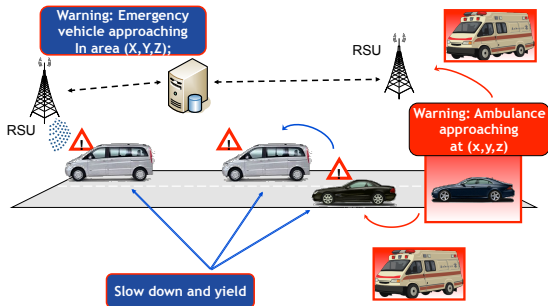 Warning: Emergency
vehicle approaching
In area (X,Y,Z);
RSU
RSU
Warning: Ambulance
approaching
at (x,y,z)
!
!
!
Slow down and yield